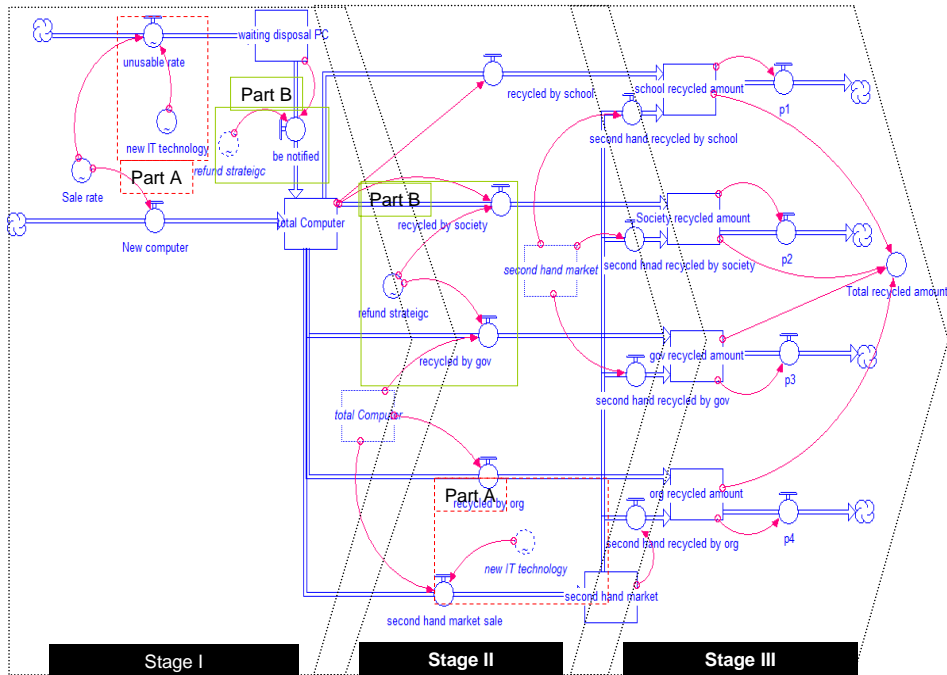 waiting disposal PC
unusable rate
new IT technology
Part A
Sale rate
New computer
Part B
refund strateigc
be notified
total Computer
Part B
recycled by school
recycled by society
refund strateigc
recycled by gov
total Computer
Part A
recycled by org
new IT technology
second hand market sale
second hand market
second hand market
school recycled amount
second hand recycled by school
p1
Society recycled amount
second hnad recycled by society
p2
Total recycled amount
gov recycled amount
second hand recycled by gov
p3
org recycled amount
second hand recycled by org
p4
Stage I
Stage II
Stage III